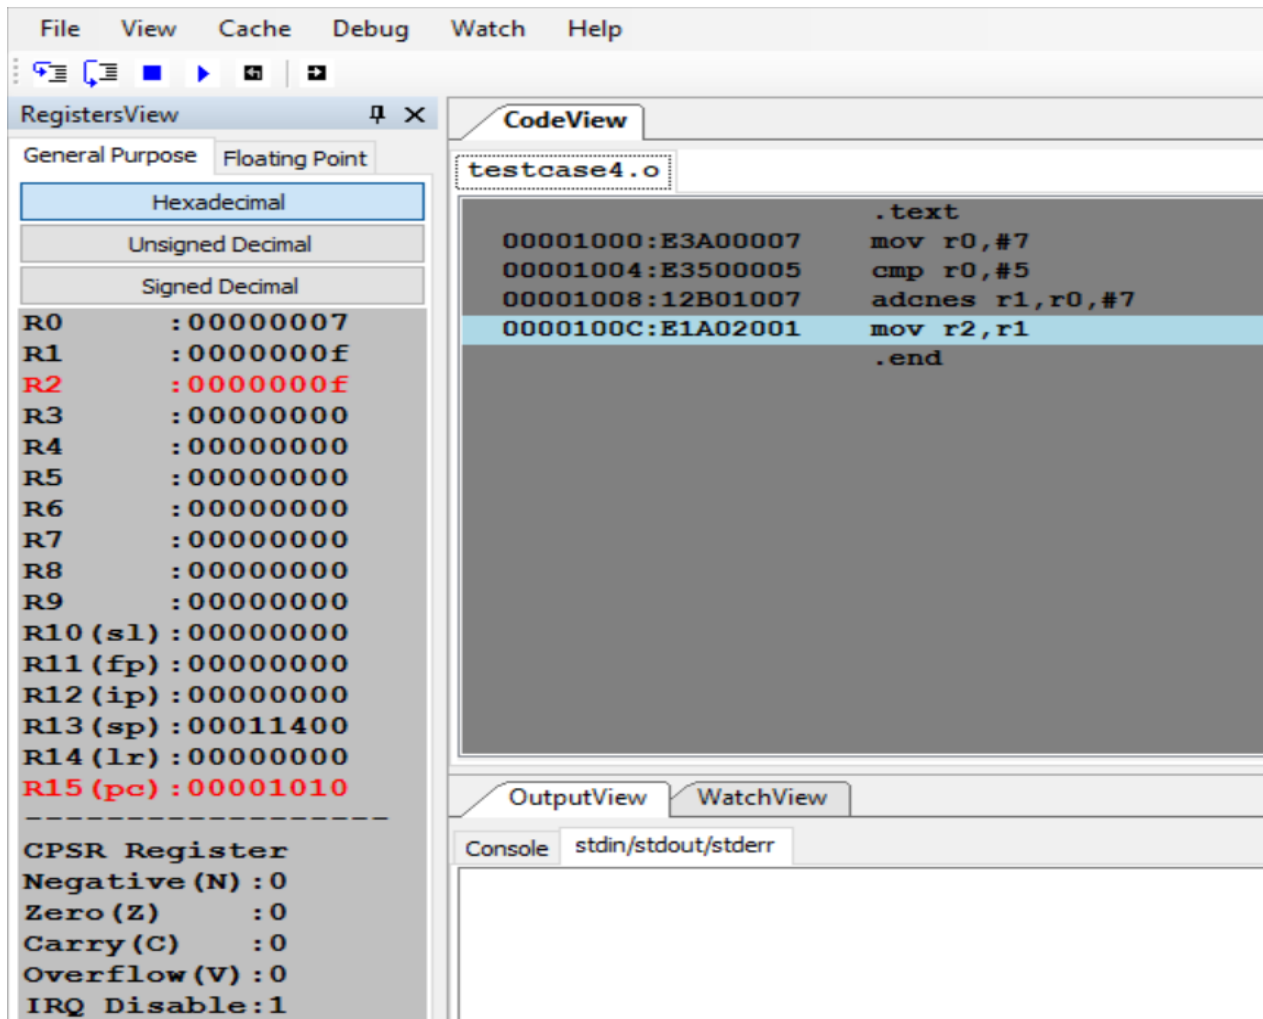 File View Cache Debug Watch Help
RegistersView
General Purpose Floating Point
Hexadecimal
Unsigned Decimal
Signed Decimal
R0 :00000007
R1 :0000000f
R2 :0000000f
R3 :00000000
R4 :00000000
R5 :00000000
R6 :00000000
R7 :00000000
R8 :00000000
R9 :00000000
R10(sl):00000000
R11(fp):00000000
R12(ip):00000000
R13(sp):00011400
R14(lr):00000000
R15(pc):00001010
--------------------
CPSR Register
Negative(N):0
Zero(Z) :0
Carry(C) :0
Overflow(V):0
IRQ Disable:1
CodeView
testcase4.o
.text
00001000:E3A00007 mov r0,#7
00001004:E3500005 cmp r0,#5
00001008:12B01007 adcnes r1,r0,#7
0000100C:E1A02001 mov r2,r1
.end
OutputView WatchView
Console stdin/stdout/stderr